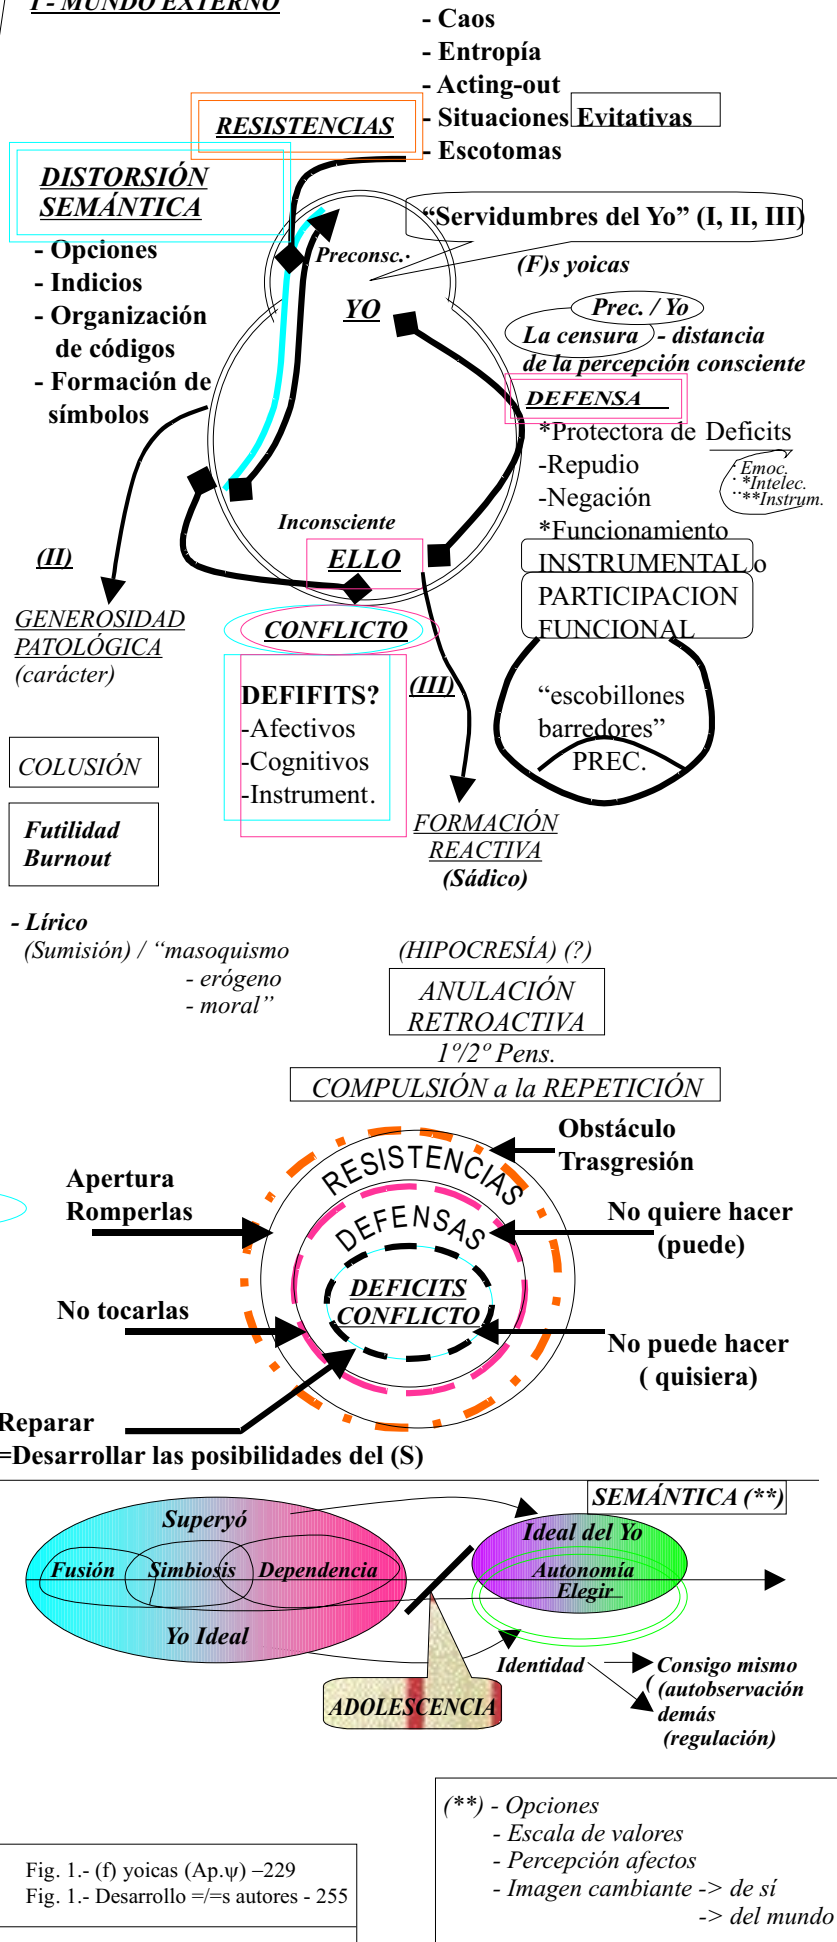 I - MUNDO EXTERNO
- Caos
- Entropía
- Acting-out
- Situaciones Evitativas
- Escotomas
RESISTENCIAS
DISTORSIÓN
SEMÁNTICA
- Opciones
- Indicios
- Organización
de códigos
- Formación de
símbolos
“Servidumbres del Yo” (I, II, III)
(F)s yoicas
Preconsc.·
YO
Prec. / Yo
La censura - distancia
de la percepción consciente
DEFENSA
*Protectora de Deficits
-Repudio
-Negación
· Emoc.
· *Intelec.
¨**Instrum.
*Funcionamiento
INSTRUMENTAL o
PARTICIPACION
FUNCIONAL
“escobillones
barredores”
PREC.
Inconsciente
ELLO
(II)
GENEROSIDAD
PATOLÓGICA
(carácter)
CONFLICTO
DEFIFITS?
-Afectivos
-Cognitivos
-Instrument.
(III)
FORMACIÓN
REACTIVA
(Sádico)
COLUSIÓN
Futilidad
Burnout
- Lírico
(Sumisión) / “masoquismo
- erógeno
- moral”
(HIPOCRESÍA) (?)
ANULACIÓN
RETROACTIVA
1º/2º Pens.
COMPULSIÓN a la REPETICIÓN
Obstáculo
Trasgresión
RESISTENCIAS
Apertura
Romperlas
DEFENSAS
No quiere hacer
(puede)
DEFICITS
CONFLICTO
No tocarlas
No puede hacer
( quisiera)
Reparar
=Desarrollar las posibilidades del (S)
SEMÁNTICA (**)
Superyó
Ideal del Yo
Fusión
Simbiosis
Dependencia
Autonomía
Elegir
Yo Ideal
Identidad
Consigo mismo
( (autobservación
demás
(regulación)
ADOLESCENCIA
(**) - Opciones
- Escala de valores
- Percepción afectos
- Imagen cambiante -> de sí
-> del mundo
Fig. 1.- (f) yoicas (Ap.ψ) –229
Fig. 1.- Desarrollo =/=s autores - 255